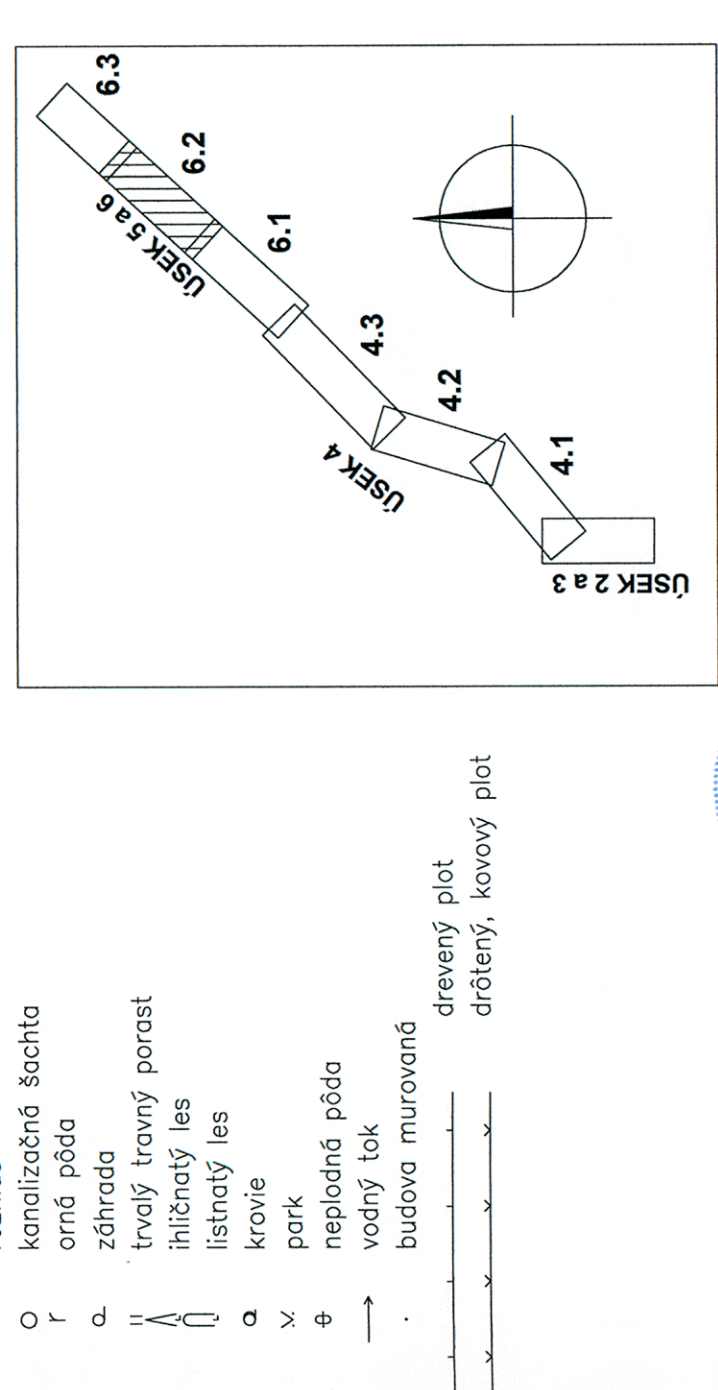 kanalizačná šachta
r orná pôda
záhrada
trvalý travný porast
ihličnatý les
listnatý les
krovie
park
neplodná pôda
vodný tok
budova murovaná
drevený plot
drôtený, kovový plot
ÚSEK 5 a 6
6.3
6.2
6.1
ÚSEK 4
4.3
4.2
4.1
ÚSEK 2 a 3